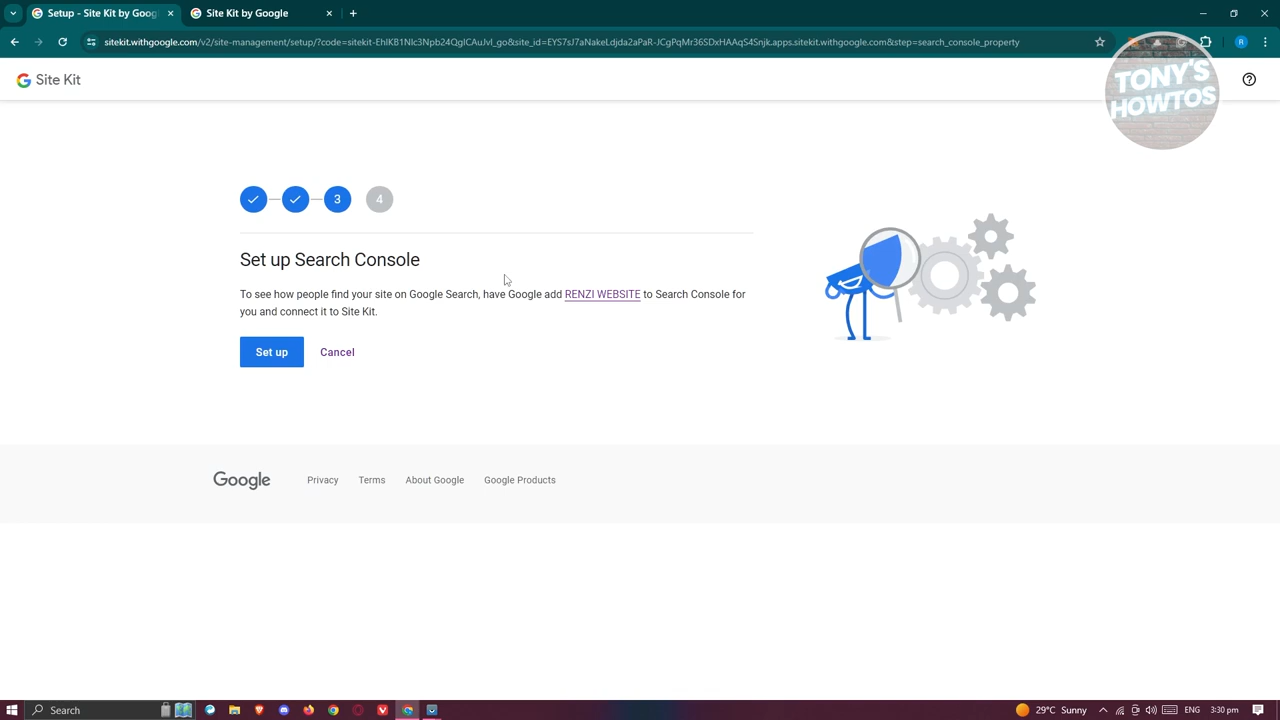 Setup - Site Kit by Goog
Site Kit by Google
sitekit.withgoogle.com/v2/site-management/setup/?code=sitekit-EhIKB1NIc3Npb24QgICAuJvl_go&site_id=EYS7sJ7aNakeLdjda2aPaR-JCgPqMr36SDxHAAqS4Snjk.apps.sitekit.withgoogle.com&step=search_console_property
R
TONY'S
HOWTOS
G Site Kit
3
4
Set up Search Console
To see how people find your site on Google Search, have Google add RENZI WEBSITE to Search Console for
you and connect it to Site Kit.
Set up
Cancel
Google
Privacy
Terms
About Google
Google Products
Search
29°C Sunny
ENG
3:30 pm